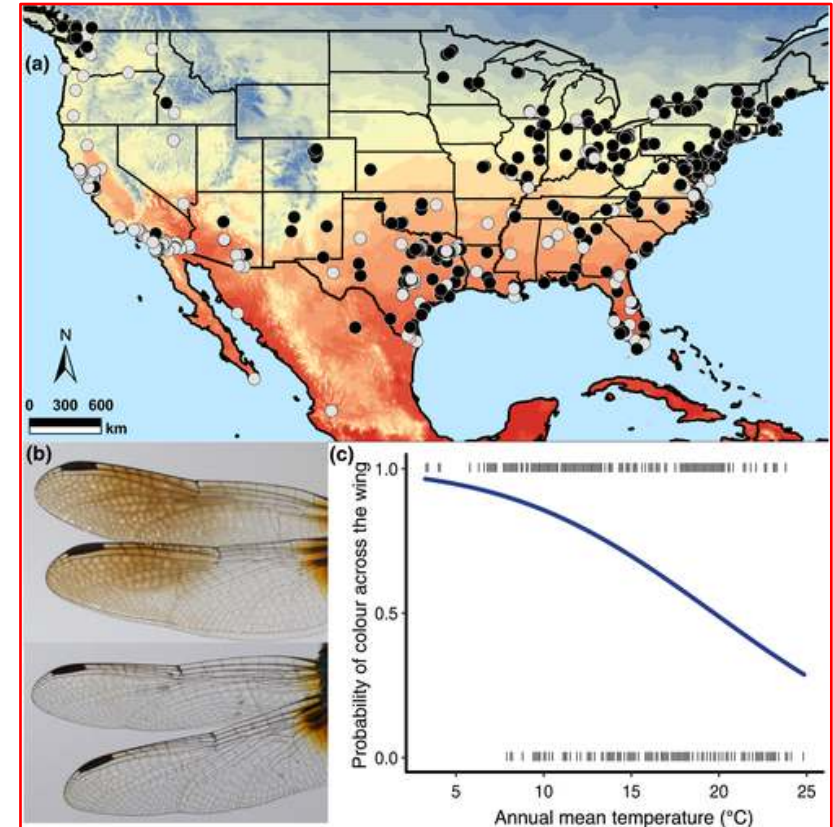 (a)
N
0 300 600
km
(b)
(c)
Probability of colour across the wing
1.0
0.5
0.0
5 10 15 20 25
Annual mean temperature (°C)